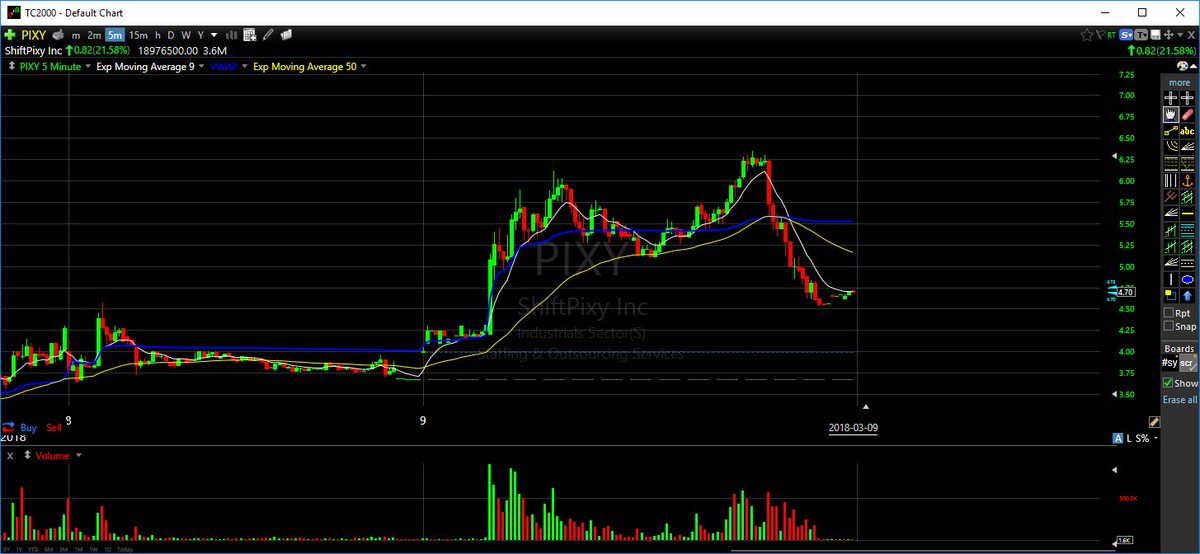 TC2000 - Default Chart
PIXY m 2m 5m 15m h D W Y
RT S T
ShiftPixy Inc 0.82(21.58%) 18976500.00 3.6M
0.82(21.58%)
PIXY 5 Minute Exp Moving Average 9 VWAP Exp Moving Average 50
more
7.25
7.00
6.75
6.50
6.25
6.00
5.75
5.50
5.25
5.00
4.70
4.50
4.25
4.00
3.75
3.50
abc
PIXY
ShiftPixy Inc
Industrials Sector(S)
Staffing & Outsourcing Services
Rpt
Snap
Boards
#sy scr
Show
Erase all
8
9
2018-03-09
Buy Sell
2018
A L S%
X Volume
1.6K
5Y 1Y YTD 6M 3M 1M 1W 1D Today